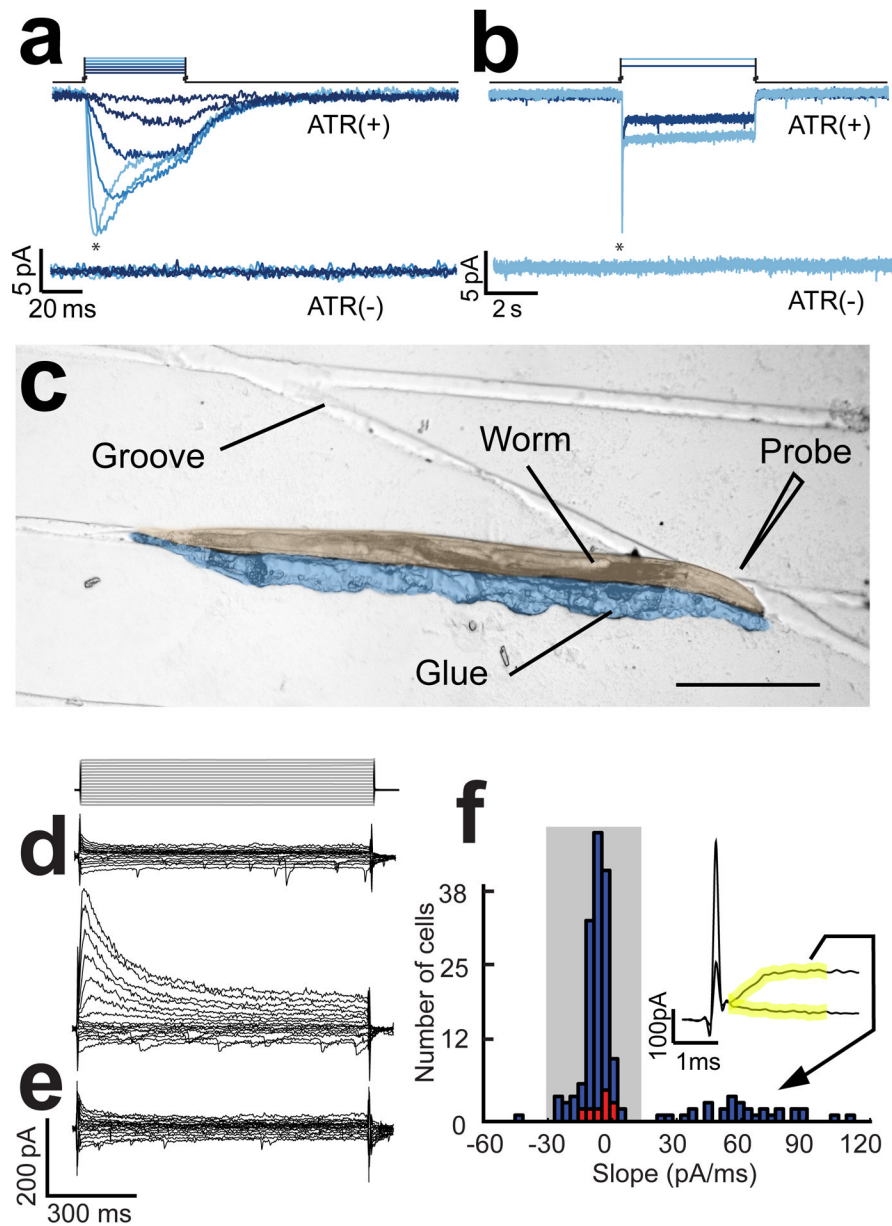 a
b
ATR(+)
ATR(+)
*
*
5 pA
20 ms
ATR(-)
5 pA
2 s
ATR(-)
c
Groove
Worm
Probe
Glue
d
e
200 pA
300 ms
f
Number of cells
38
25
12
0
100pA
1ms
-60
-30
0
30
60
90
120
Slope (pA/ms)